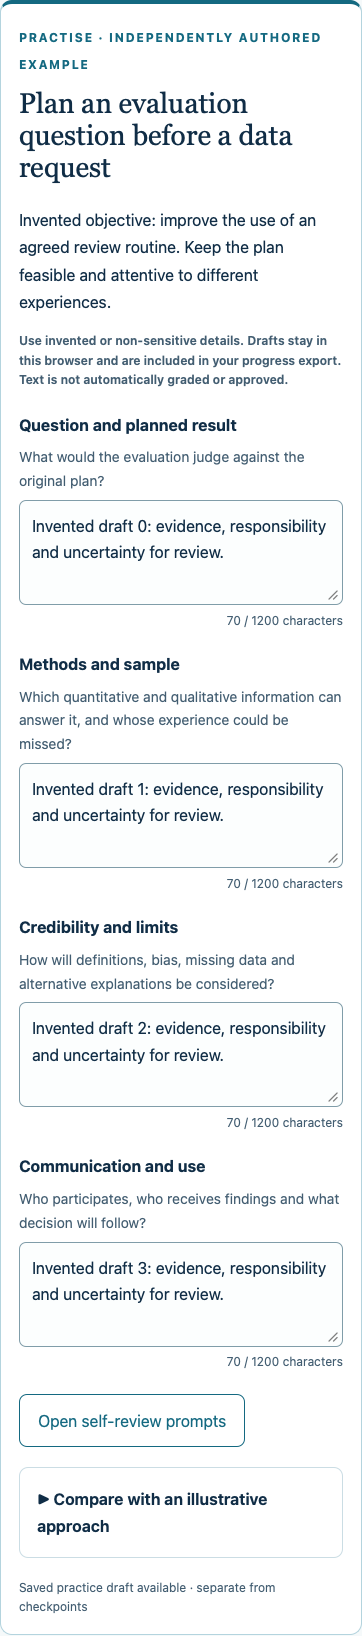 PRACTISE · INDEPENDENTLY AUTHORED
EXAMPLE
Plan an evaluation
question before a data
request
Invented objective: improve the use of an
agreed review routine. Keep the plan
feasible and attentive to different
experiences.
Use invented or non-sensitive details. Drafts stay in
this browser and are included in your progress export.
Text is not automatically graded or approved.
Question and planned result
What would the evaluation judge against the
original plan?
Invented draft 0: evidence, responsibility
and uncertainty for review.
70 / 1200 characters
Methods and sample
Which quantitative and qualitative information can
answer it, and whose experience could be
missed?
Invented draft 1: evidence, responsibility
and uncertainty for review.
70 / 1200 characters
Credibility and limits
How will definitions, bias, missing data and
alternative explanations be considered?
Invented draft 2: evidence, responsibility
and uncertainty for review.
70 / 1200 characters
Communication and use
Who participates, who receives findings and what
decision will follow?
Invented draft 3: evidence, responsibility
and uncertainty for review.
70 / 1200 characters
Open self-review prompts
Compare with an illustrative
approach
Saved practice draft available · separate from
checkpoints